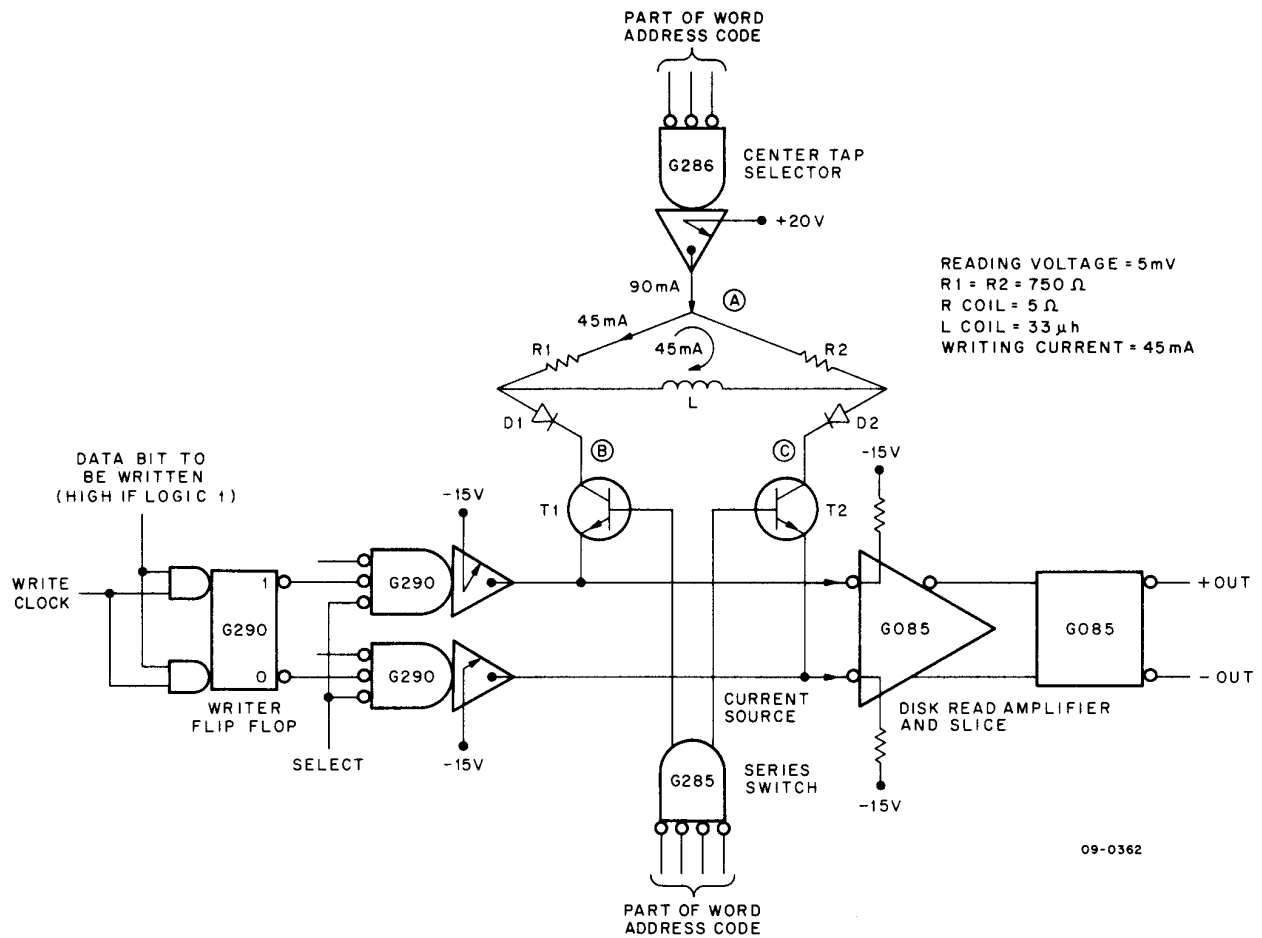 PART OF WORD
ADDRESS CODE
G286
CENTER TAP
SELECTOR
+20V
90mA
A
READING VOLTAGE = 5mV
R1 = R2 = 750 Ω
R COIL = 5 Ω
L COIL = 33 μh
WRITING CURRENT = 45mA
45mA
R1
45mA
R2
L
D1
D2
B
C
DATA BIT TO
BE WRITTEN
(HIGH IF LOGIC 1)
-15V
-15V
T1
T2
WRITE
CLOCK
1
G290
0
G290
G290
WRITER
FLIP FLOP
SELECT
-15V
CURRENT
SOURCE
G085
G085
+OUT
-OUT
DISK READ AMPLIFIER
AND SLICE
-15V
G285
SERIES
SWITCH
PART OF WORD
ADDRESS CODE
09-0362